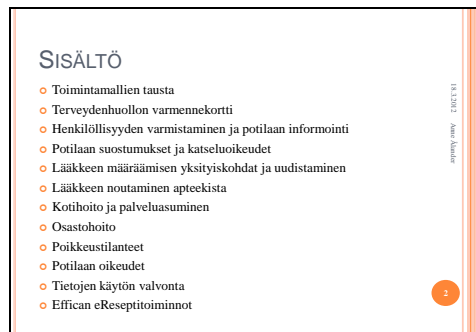 SISÄLTÖ
Toimintamallien tausta
Terveydenhuollon varmennekortti
Henkilöllisyyden varmistaminen ja potilaan informointi
Potilaan suostumukset ja katseluoikeudet
Lääkkeen määräämisen yksityiskohdat ja uudistaminen
Lääkkeen noutaminen apteekista
Kotihoito ja palveluasuminen
Osastohoito
Poikkeustilanteet
Potilaan oikeudet
Tietojen käytön valvonta
Effican eReseptitoiminnot
18.3.2012 Anne Ålander
2